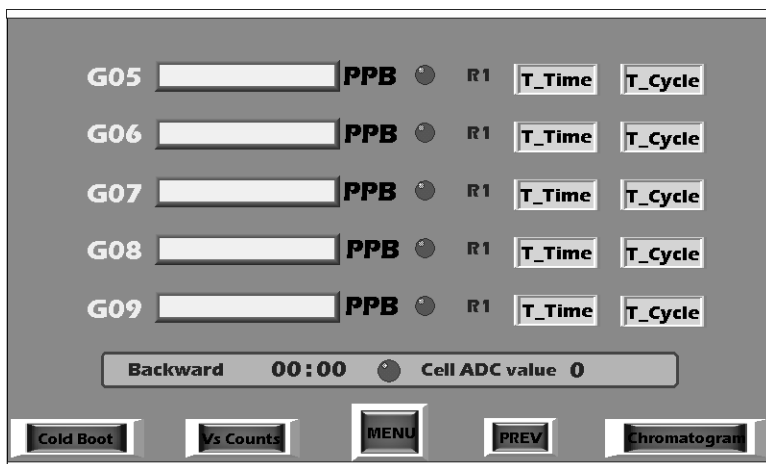 G05 PPB R1 T_Time T_Cycle
G06 PPB R1 T_Time T_Cycle
G07 PPB R1 T_Time T_Cycle
G08 PPB R1 T_Time T_Cycle
G09 PPB R1 T_Time T_Cycle
Backward 00:00 Cell ADC value 0
Cold Boot Vs Counts MENU PREV Chromatogram